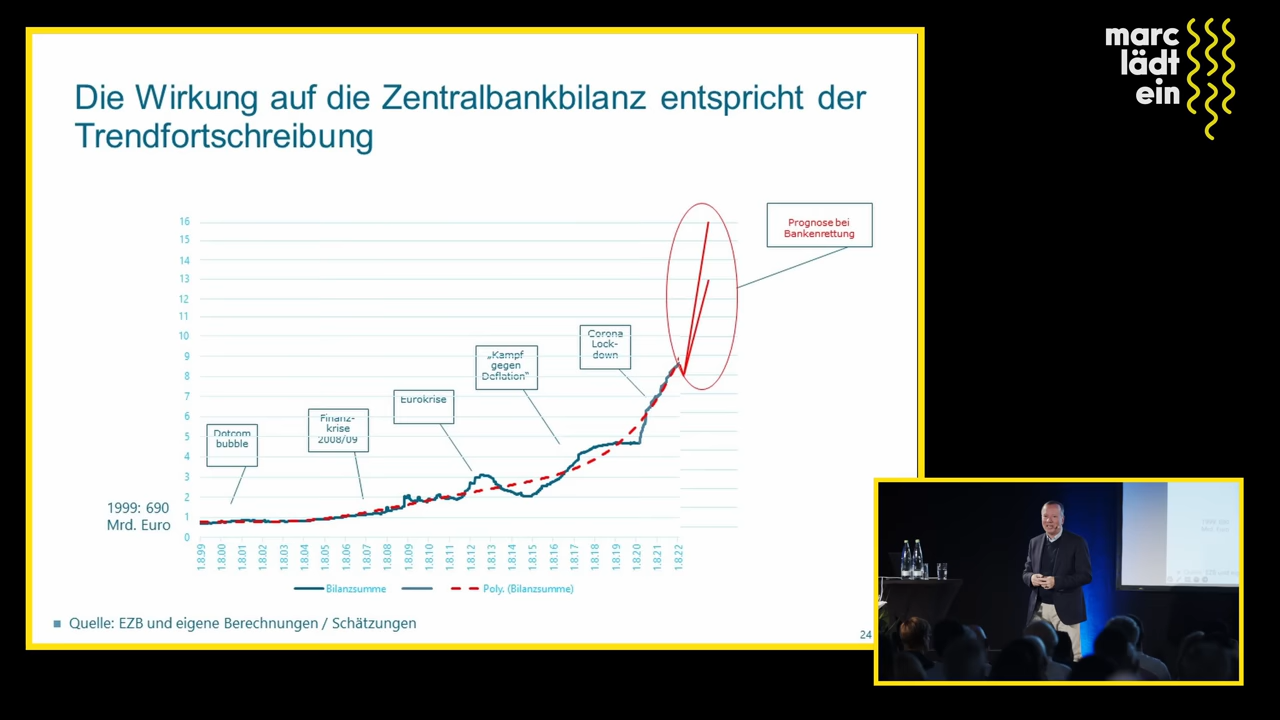 marc
lädt
ein
Die Wirkung auf die Zentralbankbilanz entspricht der
Trendfortschreibung
16
15
14
13
12
11
10
9
8
7
6
5
4
3
2
1
0
1999: 690
Mrd. Euro
Dotcom
bubble
Finanz-
krise
2008/09
Eurokrise
„Kampf
gegen
Deflation“
Corona
Lock-
down
Prognose bei
Bankenrettung
1.8.99
1.8.00
1.8.01
1.8.02
1.8.03
1.8.04
1.8.05
1.8.06
1.8.07
1.8.08
1.8.09
1.8.10
1.8.11
1.8.12
1.8.13
1.8.14
1.8.15
1.8.16
1.8.17
1.8.18
1.8.19
1.8.20
1.8.21
1.8.22
Bilanzsumme
Poly. (Bilanzsumme)
Quelle: EZB und eigene Berechnungen / Schätzungen
24
1999: 690
Mrd. Euro